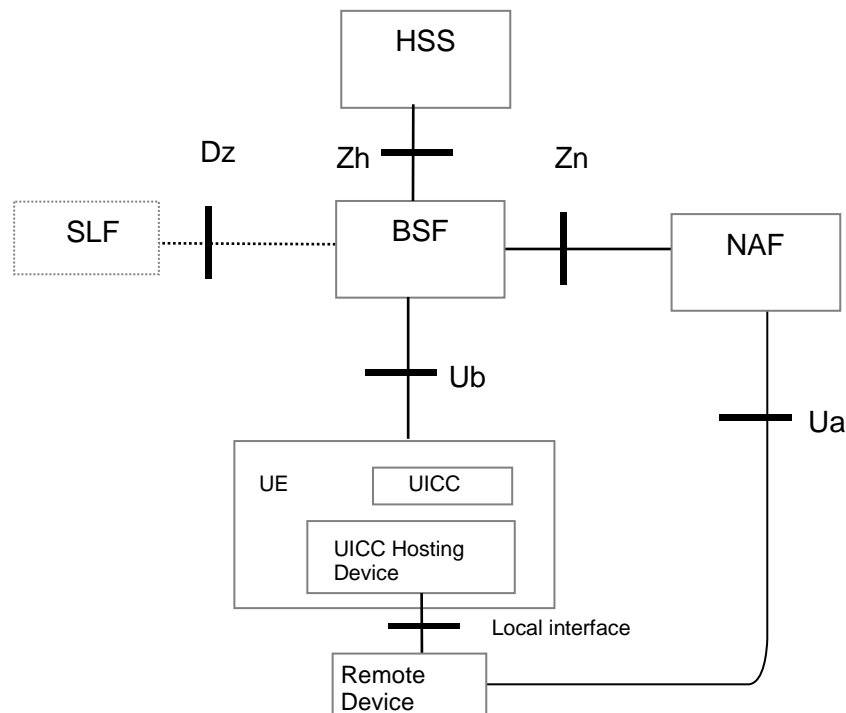 HSS
Dz
Zh
Zn
SLF
BSF
NAF
Ub
Ua
UE
UICC
UICC Hosting
Device
Local interface
Remote
Device